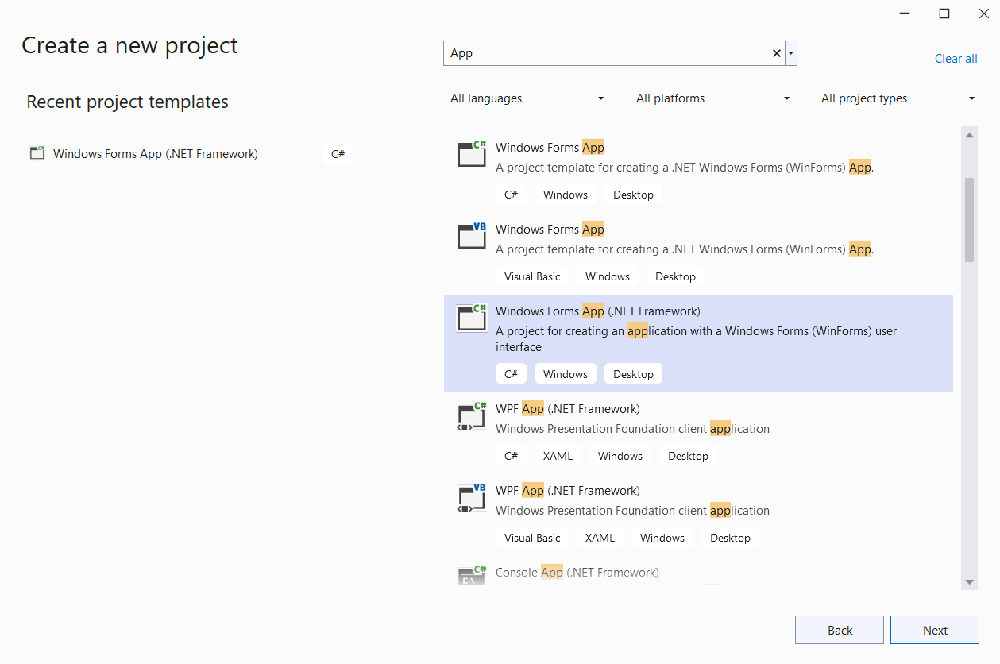 Create a new project
App
Clear all
Recent project templates
All languages
All platforms
All project types
Windows Forms App (.NET Framework)
C#
C#
Windows Forms App
A project template for creating a .NET Windows Forms (WinForms) App.
C# Windows Desktop
VB
Windows Forms App
A project template for creating a .NET Windows Forms (WinForms) App.
Visual Basic Windows Desktop
C#
Windows Forms App (.NET Framework)
A project for creating an application with a Windows Forms (WinForms) user
interface
C# Windows Desktop
C#
WPF App (.NET Framework)
Windows Presentation Foundation client application
C# XAML Windows Desktop
VB
WPF App (.NET Framework)
Windows Presentation Foundation client application
Visual Basic XAML Windows Desktop
C#
Console App (.NET Framework)
Back
Next